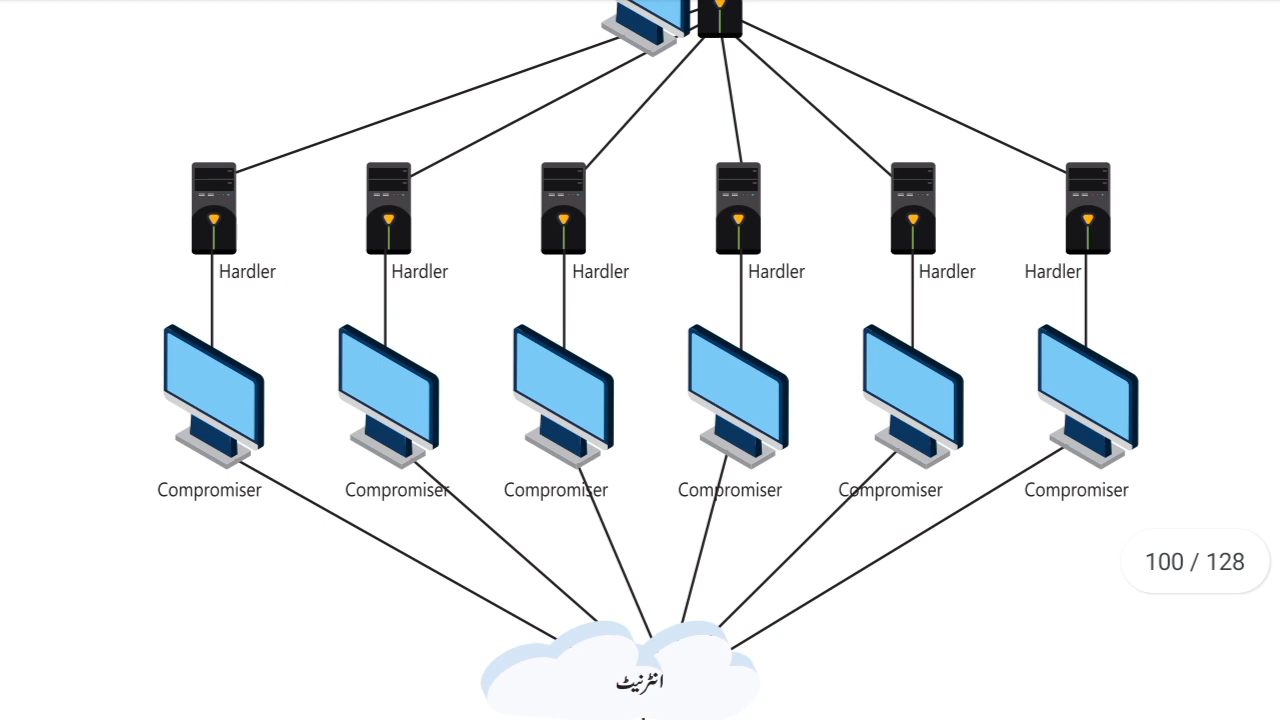 Hardler Hardler Hardler Hardler Hardler Hardler
Compromiser Compromiser Compromiser Compromiser Compromiser Compromiser
100 / 128
انٹرنیٹ